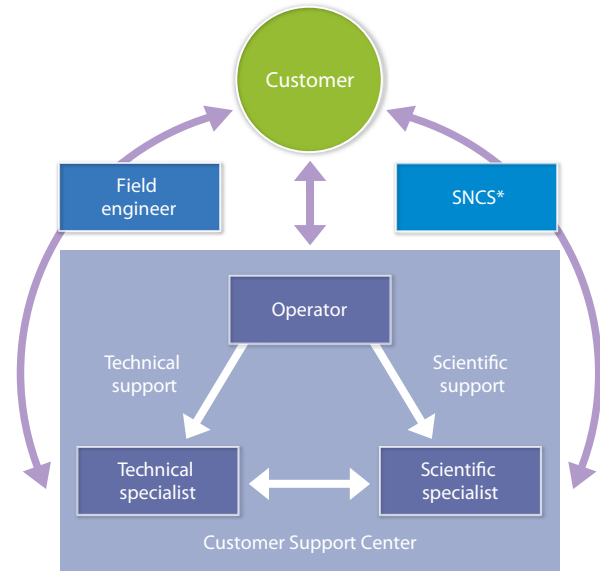 Customer
Field
engineer
SNCS*
Operator
Technical
support
Scientific
support
Technical
specialist
Scientific
specialist
Customer Support Center